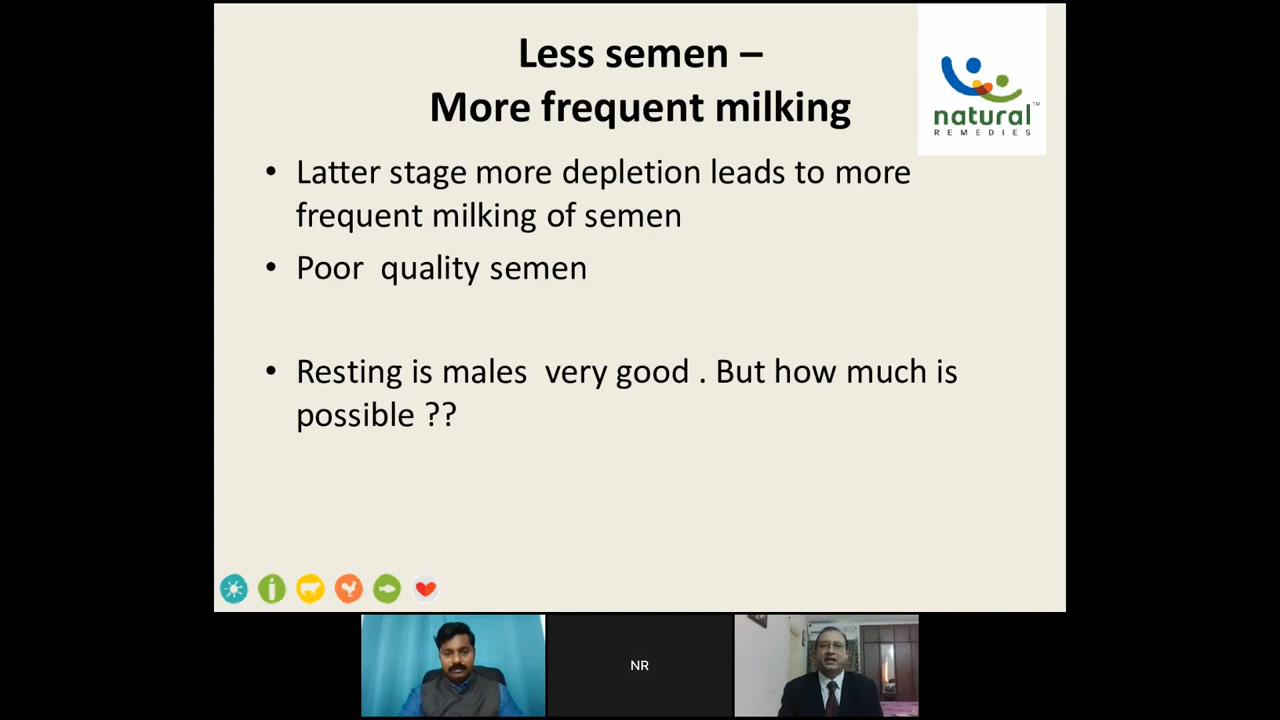 Less semen –
More frequent milking
natural™
REMEDIES
• Latter stage more depletion leads to more
frequent milking of semen
• Poor  quality semen
• Resting is males  very good . But how much is
possible ??
NR